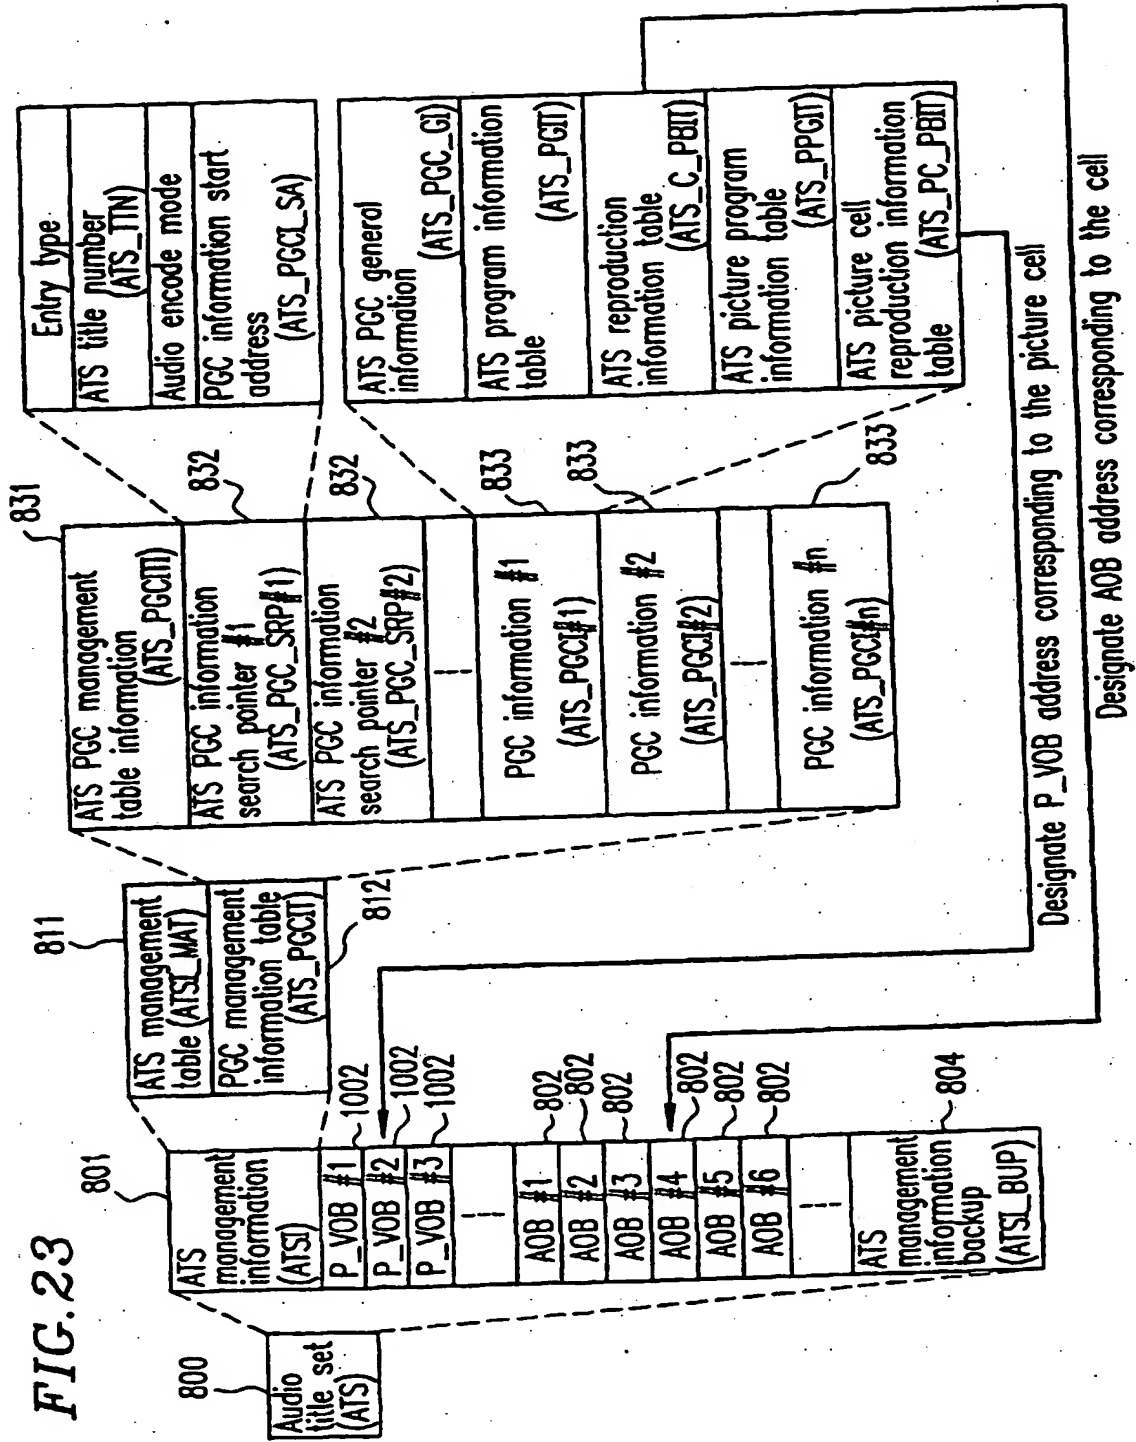 FIG.23
800
Audio
title set
(ATS)
801
ATS
management
information
(ATSI)
P_VOB #1
P_VOB #2
P_VOB #3
1002
1002
1002
AOB #1
AOB #2
AOB #3
AOB #4
AOB #5
AOB #6
802
802
802
802
802
802
ATS
management
information
backup
(ATSI_BUP)
804
811
ATS management
table (ATSI_MAT)
PGC management
information table
(ATS_PGCIT)
812
831
ATS PGC management
table information
(ATS_PGCITI)
ATS PGC information
search pointer #1
(ATS_PGC_SRP#1)
832
ATS PGC information
search pointer #2
(ATS_PGC_SRP#2)
832
PGC information #1
(ATS_PGCI#1)
833
PGC information #2
(ATS_PGCI#2)
833
PGC information #n
(ATS_PGCI#n)
833
Entry type
ATS title number
(ATS_TTN)
Audio encode mode
PGC information start
address
(ATS_PGCI_SA)
ATS PGC general
information
(ATS_PGC_GI)
ATS program information
table
(ATS_PGIT)
ATS reproduction
information table
(ATS_C_PBIT)
ATS picture program
information table
(ATS_PPGIT)
ATS picture cell
reproduction information
table
(ATS_PC_PBIT)
Designate P_VOB address corresponding to the picture cell
Designate AOB address corresponding to the cell